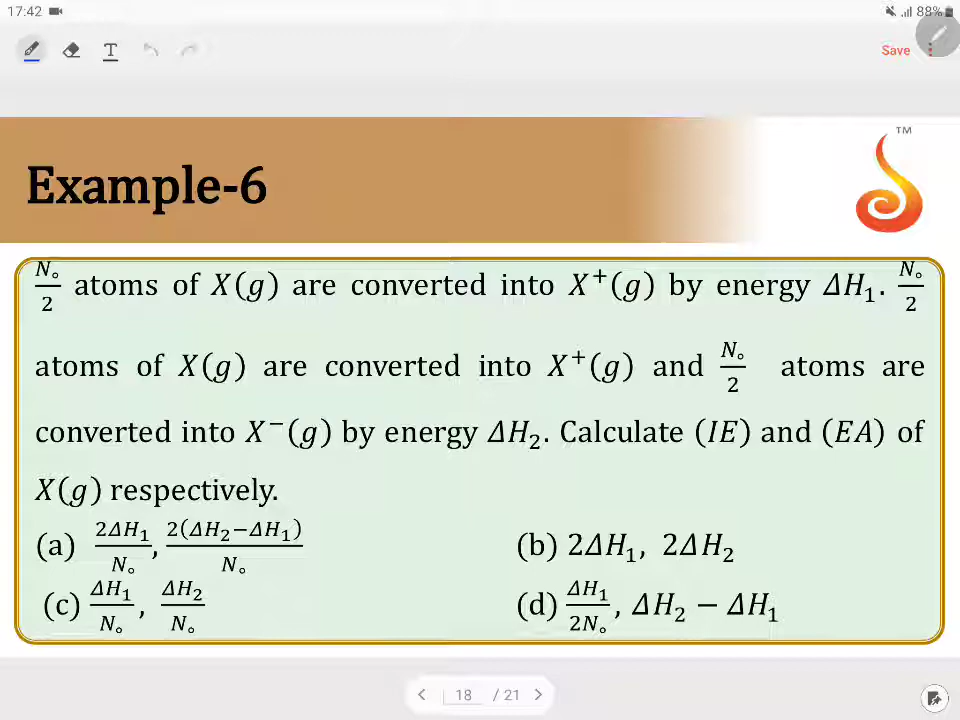 17:42
88%
T
Save
TM
Example-6
N₀/2 atoms of X(g) are converted into X⁺(g) by energy ΔH₁. N₀/2
atoms of X(g) are converted into X⁺(g) and N₀/2 atoms are
converted into X⁻(g) by energy ΔH₂. Calculate (IE) and (EA) of
X(g) respectively.
(a) 2ΔH₁/N₀, 2(ΔH₂−ΔH₁)/N₀ (b) 2ΔH₁, 2ΔH₂
(c) ΔH₁/N₀, ΔH₂/N₀ (d) ΔH₁/2N₀, ΔH₂ − ΔH₁
< 18 / 21 >